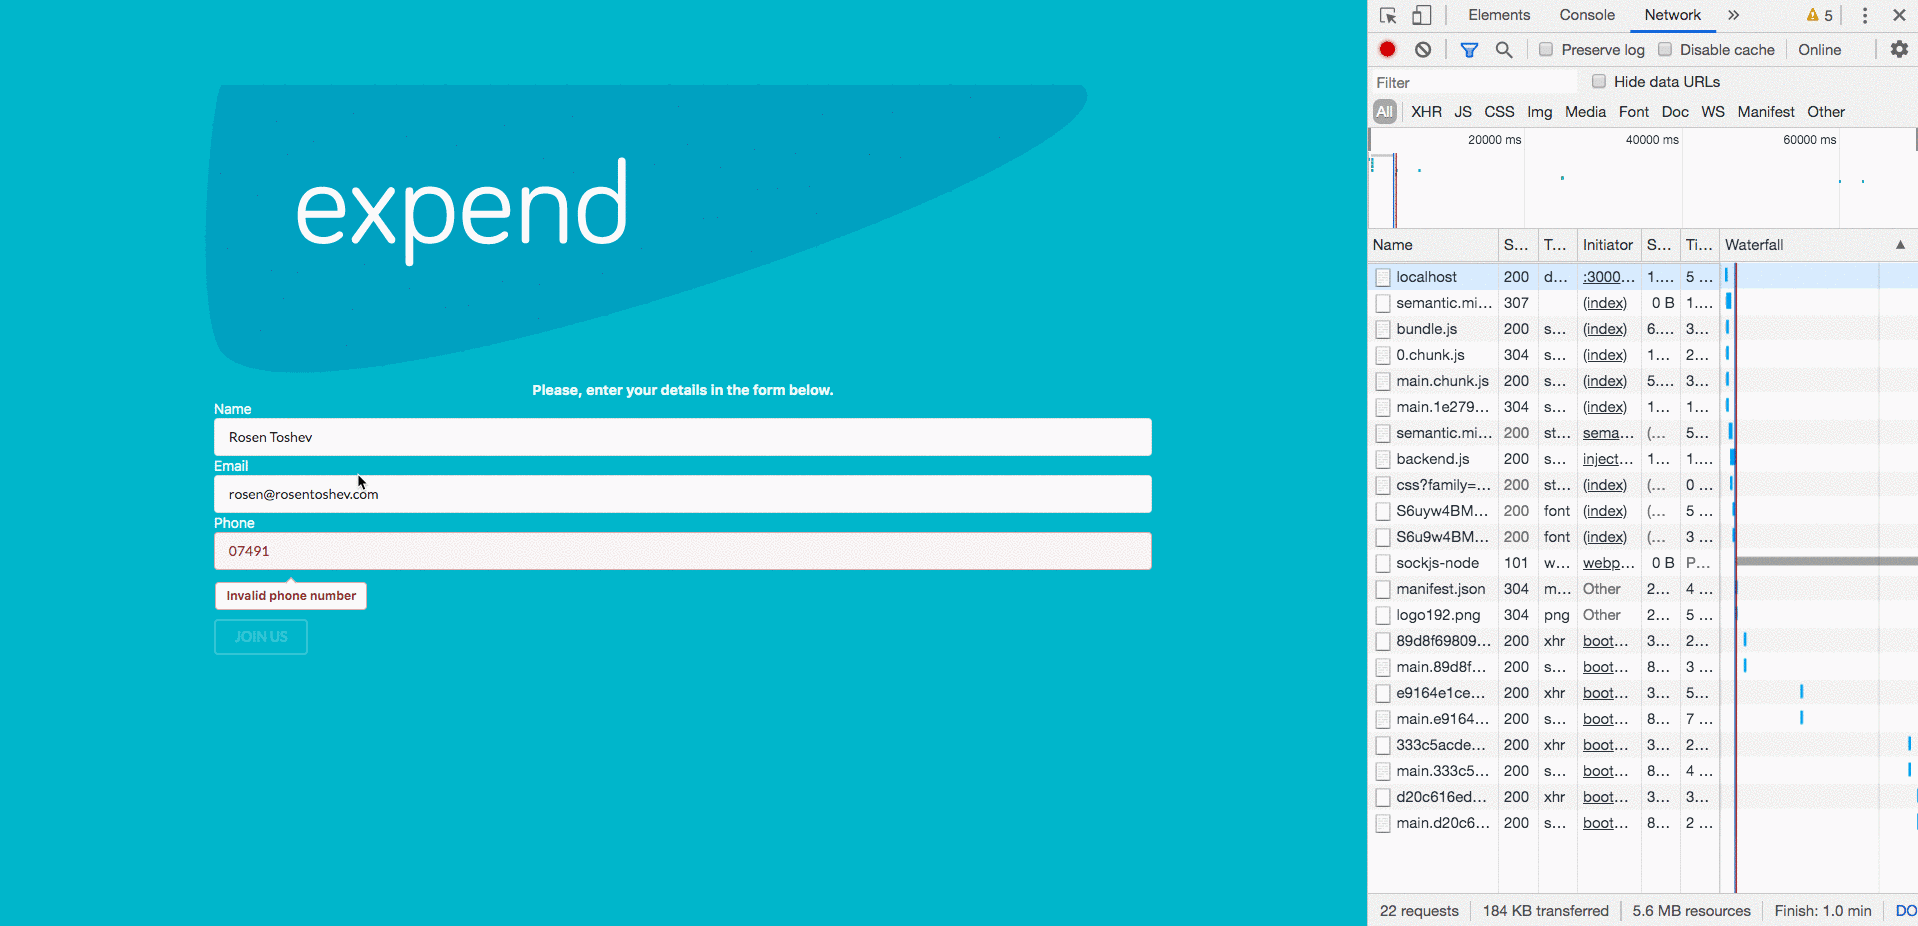 expend
Please, enter your details in the form below.
Name
Rosen Toshev
Email
rosen@rosentoshev.com
Phone
07491
Invalid phone number
JOIN US
Elements Console Network » 5
Preserve log Disable cache Online
Filter Hide data URLs
All XHR JS CSS Img Media Font Doc WS Manifest Other
20000 ms 40000 ms 60000 ms
Name S... T... Initiator S... Ti... Waterfall
localhost 200 d... :3000... 1.... 5 ...
semantic.mi... 307 (index) 0 B 1....
bundle.js 200 s... (index) 6.... 3...
0.chunk.js 304 s... (index) 1... 2...
main.chunk.js 200 s... (index) 5.... 3...
main.1e279... 304 s... (index) 1... 1...
semantic.mi... 200 st... sema... (... 5...
backend.js 200 s... inject... 1... 1....
css?family=... 200 st... (index) (... 0 ...
S6uyw4BM... 200 font (index) (... 5 ...
S6u9w4BM... 200 font (index) (... 3 ...
sockjs-node 101 w... webp... 0 B P...
manifest.json 304 m... Other 2... 4 ...
logo192.png 304 png Other 2... 5 ...
89d8f69809... 200 xhr boot... 3... 2...
main.89d8f... 200 s... boot... 8... 3 ...
e9164e1ce... 200 xhr boot... 3... 5...
main.e9164... 200 s... boot... 8... 7 ...
333c5acde... 200 xhr boot... 3... 2...
main.333c5... 200 s... boot... 8... 4 ...
d20c616ed... 200 xhr boot... 3... 3...
main.d20c6... 200 s... boot... 8... 2 ...
22 requests 184 KB transferred 5.6 MB resources Finish: 1.0 min DO